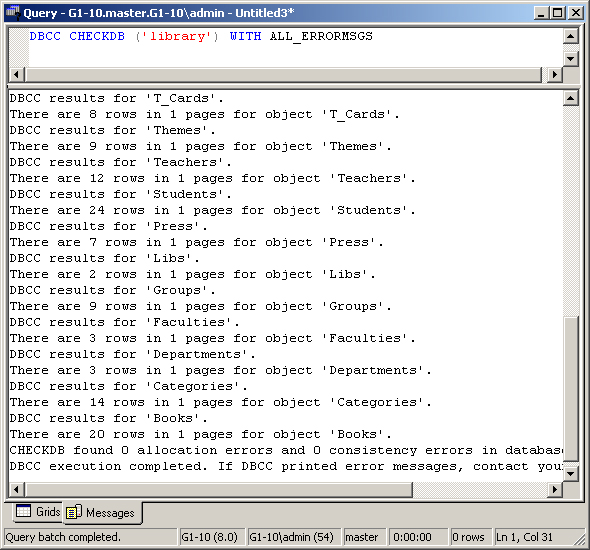 Query - G1-10.master.G1-10\admin - Untitled3*
DBCC CHECKDB ('library') WITH ALL_ERRORMSGS
DBCC results for 'T_Cards'.
There are 8 rows in 1 pages for object 'T_Cards'.
DBCC results for 'Themes'.
There are 9 rows in 1 pages for object 'Themes'.
DBCC results for 'Teachers'.
There are 12 rows in 1 pages for object 'Teachers'.
DBCC results for 'Students'.
There are 24 rows in 1 pages for object 'Students'.
DBCC results for 'Press'.
There are 7 rows in 1 pages for object 'Press'.
DBCC results for 'Libs'.
There are 2 rows in 1 pages for object 'Libs'.
DBCC results for 'Groups'.
There are 9 rows in 1 pages for object 'Groups'.
DBCC results for 'Faculties'.
There are 3 rows in 1 pages for object 'Faculties'.
DBCC results for 'Departments'.
There are 3 rows in 1 pages for object 'Departments'.
DBCC results for 'Categories'.
There are 14 rows in 1 pages for object 'Categories'.
DBCC results for 'Books'.
There are 20 rows in 1 pages for object 'Books'.
CHECKDB found 0 allocation errors and 0 consistency errors in database
DBCC execution completed. If DBCC printed error messages, contact you
Grids Messages
Query batch completed. G1-10 (8.0) G1-10\admin (54) master 0:00:00 0 rows Ln 1, Col 31